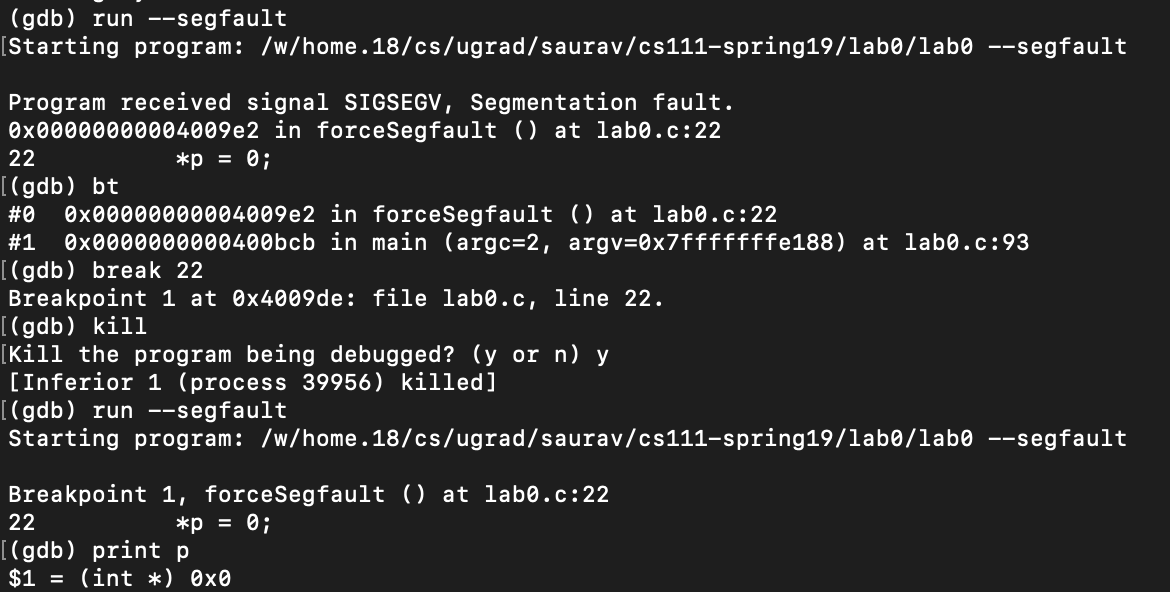 (gdb) run --segfault
[Starting program: /w/home.18/cs/ugrad/saurav/cs111-spring19/lab0/lab0 --segfault
Program received signal SIGSEGV, Segmentation fault.
0x00000000004009e2 in forceSegfault () at lab0.c:22
22          *p = 0;
[(gdb) bt
#0  0x00000000004009e2 in forceSegfault () at lab0.c:22
#1  0x0000000000400bcb in main (argc=2, argv=0x7fffffffe188) at lab0.c:93
[(gdb) break 22
Breakpoint 1 at 0x4009de: file lab0.c, line 22.
[(gdb) kill
[Kill the program being debugged? (y or n) y
[Inferior 1 (process 39956) killed]
[(gdb) run --segfault
Starting program: /w/home.18/cs/ugrad/saurav/cs111-spring19/lab0/lab0 --segfault
Breakpoint 1, forceSegfault () at lab0.c:22
22          *p = 0;
[(gdb) print p
$1 = (int *) 0x0